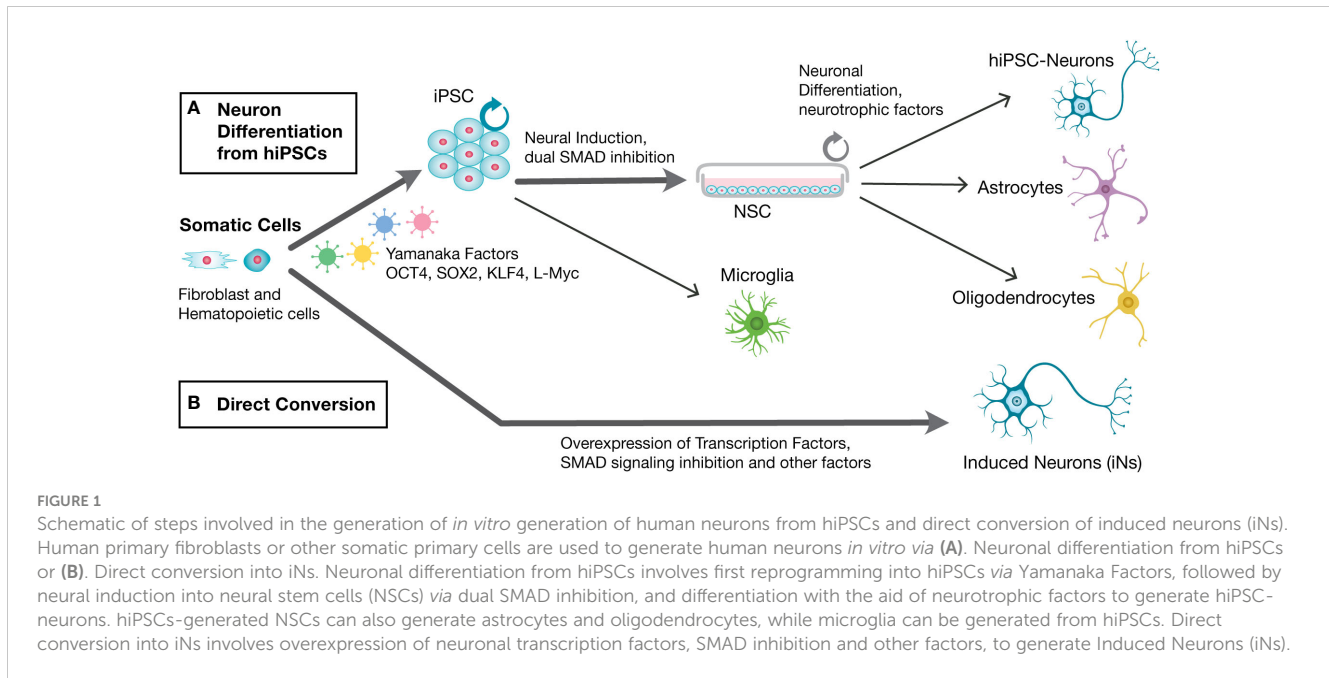 A Neuron
Differentiation
from hiPSCs
iPSC
Neural Induction,
dual SMAD inhibition
Neuronal
Differentiation,
neurotrophic factors
hiPSC-Neurons
Astrocytes
NSC
Somatic Cells
Yamanaka Factors
OCT4, SOX2, KLF4, L-Myc
Fibroblast and
Hematopoietic cells
Microglia
Oligodendrocytes
B Direct Conversion
Overexpression of Transcription Factors,
SMAD signaling inhibition and other factors
Induced Neurons (iNs)
FIGURE 1
Schematic of steps involved in the generation of in vitro generation of human neurons from hiPSCs and direct conversion of induced neurons (iNs).
Human primary fibroblasts or other somatic primary cells are used to generate human neurons in vitro via (A). Neuronal differentiation from hiPSCs
or (B). Direct conversion into iNs. Neuronal differentiation from hiPSCs involves first reprogramming into hiPSCs via Yamanaka Factors, followed by
neural induction into neural stem cells (NSCs) via dual SMAD inhibition, and differentiation with the aid of neurotrophic factors to generate hiPSC-
neurons. hiPSCs-generated NSCs can also generate astrocytes and oligodendrocytes, while microglia can be generated from hiPSCs. Direct
conversion into iNs involves overexpression of neuronal transcription factors, SMAD inhibition and other factors, to generate Induced Neurons (iNs).